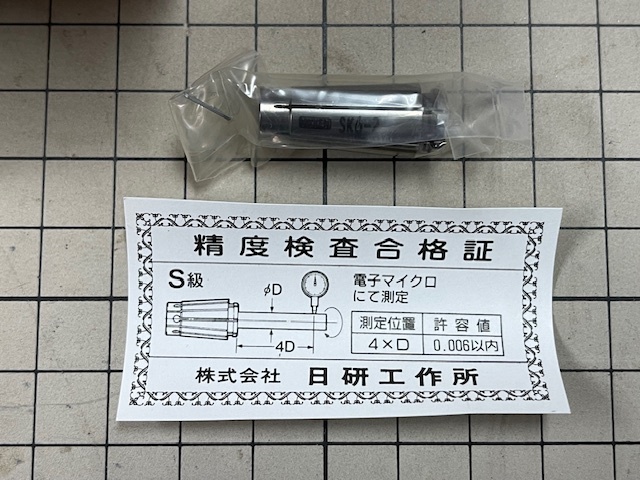 精度検査合格証
S級
φD
4D
電子マイクロ
にて測定
測定位置 許容値
4×D 0.006以内
株式会社 日研工作所